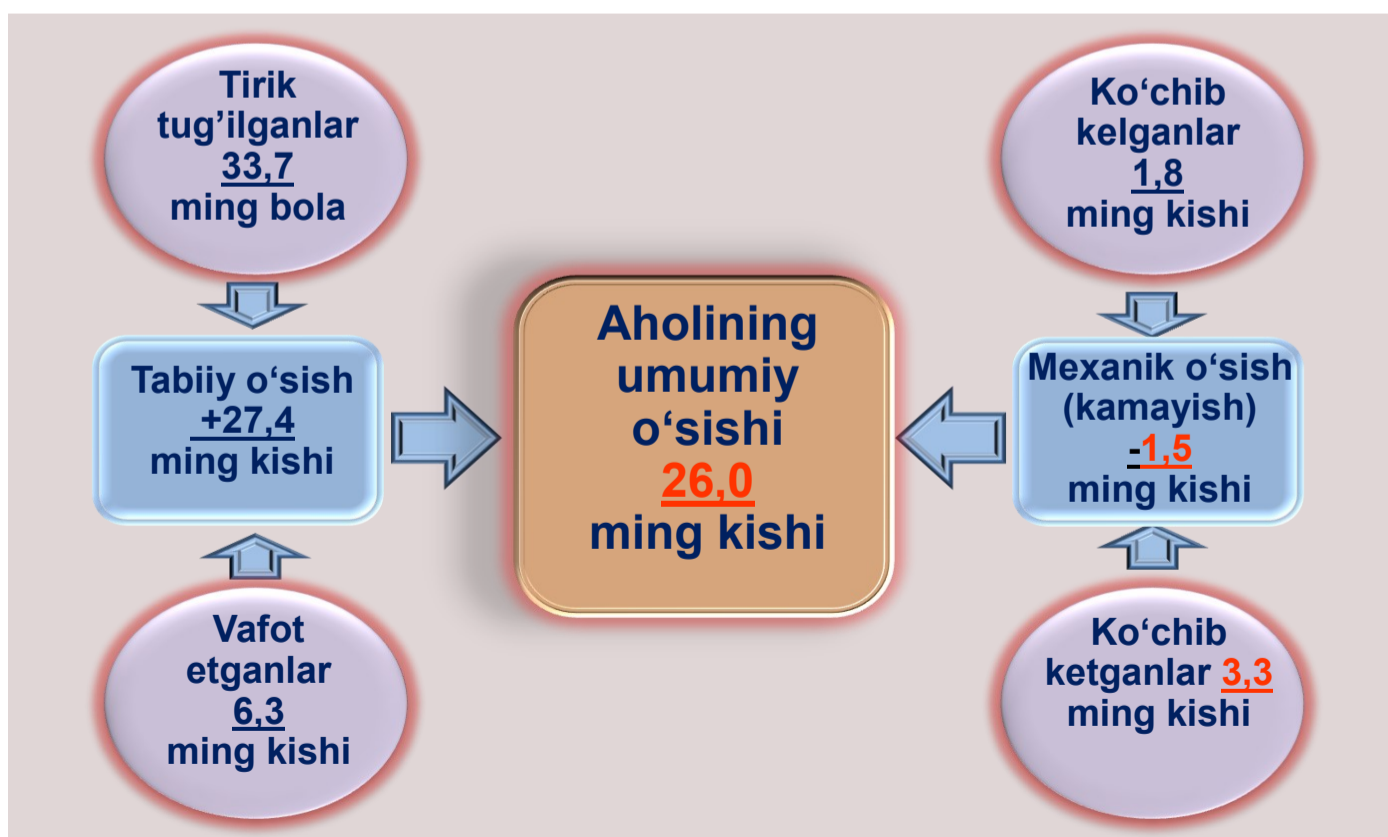 Tirik
tug’ilganlar
33,7
ming bola
Tabiiy o‘sish
+27,4
ming kishi
Vafot
etganlar
6,3
ming kishi
Aholining
umumiy
o‘sishi
26,0
ming kishi
Ko‘chib
kelganlar
1,8
ming kishi
Mexanik o‘sish
(kamayish)
-1,5
ming kishi
Ko‘chib
ketganlar 3,3
ming kishi